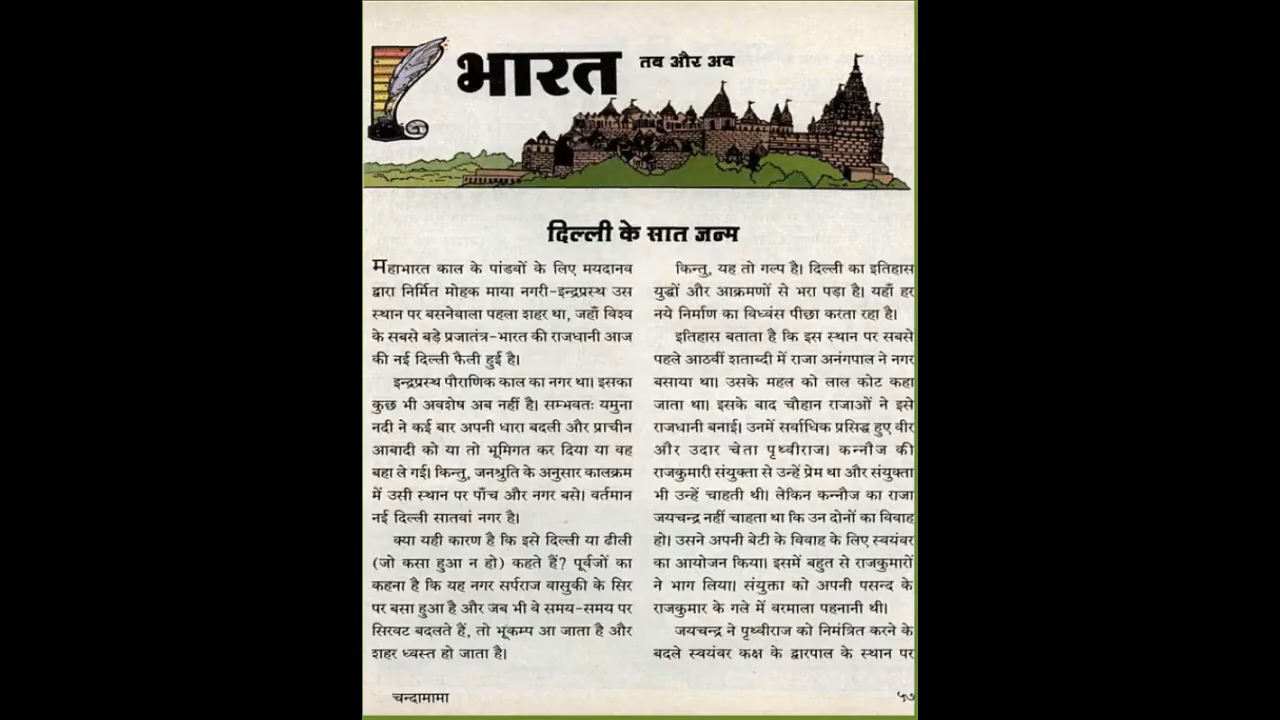 भारत
तब और अब
दिल्ली के सात जन्म
महाभारत काल के पांडवों के लिए मयदानव
द्वारा निर्मित मोहक माया नगरी-इन्द्रप्रस्थ उस
स्थान पर बसनेवाला पहला शहर था, जहाँ विश्व
के सबसे बड़े प्रजातंत्र-भारत की राजधानी आज
की नई दिल्ली फैली हुई है।
इन्द्रप्रस्थ पौराणिक काल का नगर था। इसका
कुछ भी अवशेष अब नहीं है। सम्भवतः यमुना
नदी ने कई बार अपनी धारा बदली और प्राचीन
आबादी को या तो भूमिगत कर दिया या वह
बहा ले गई। किन्तु, जनश्रुति के अनुसार कालक्रम
में उसी स्थान पर पाँच और नगर बसे। वर्तमान
नई दिल्ली सातवां नगर है।
क्या यही कारण है कि इसे दिल्ली या ढीली
(जो कसा हुआ न हो) कहते हैं? पूर्वजों का
कहना है कि यह नगर सर्पराज वासुकी के सिर
पर बसा हुआ है और जब भी वे समय-समय पर
सिरवट बदलते हैं, तो भूकम्प आ जाता है और
शहर ध्वस्त हो जाता है।
किन्तु, यह तो गल्प है। दिल्ली का इतिहास
युद्धों और आक्रमणों से भरा पड़ा है। यहाँ हर
नये निर्माण का विध्वंस पीछा करता रहा है।
इतिहास बताता है कि इस स्थान पर सबसे
पहले आठवीं शताब्दी में राजा अनंगपाल ने नगर
बसाया था। उसके महल को लाल कोट कहा
जाता था। इसके बाद चौहान राजाओं ने इसे
राजधानी बनाई। उनमें सर्वाधिक प्रसिद्ध हुए वीर
और उदार चेता पृथ्वीराज। कन्नौज की
राजकुमारी संयुक्ता से उन्हें प्रेम था और संयुक्ता
भी उन्हें चाहती थी। लेकिन कन्नौज का राजा
जयचन्द्र नहीं चाहता था कि उन दोनों का विवाह
हो। उसने अपनी बेटी के विवाह के लिए स्वयंवर
का आयोजन किया। इसमें बहुत से राजकुमारों
ने भाग लिया। संयुक्ता को अपनी पसन्द के
राजकुमार के गले में वरमाला पहनानी थी।
जयचन्द्र ने पृथ्वीराज को निमंत्रित करने के
बदले स्वयंवर कक्ष के द्वारपाल के स्थान पर
चन्दामामा
५७